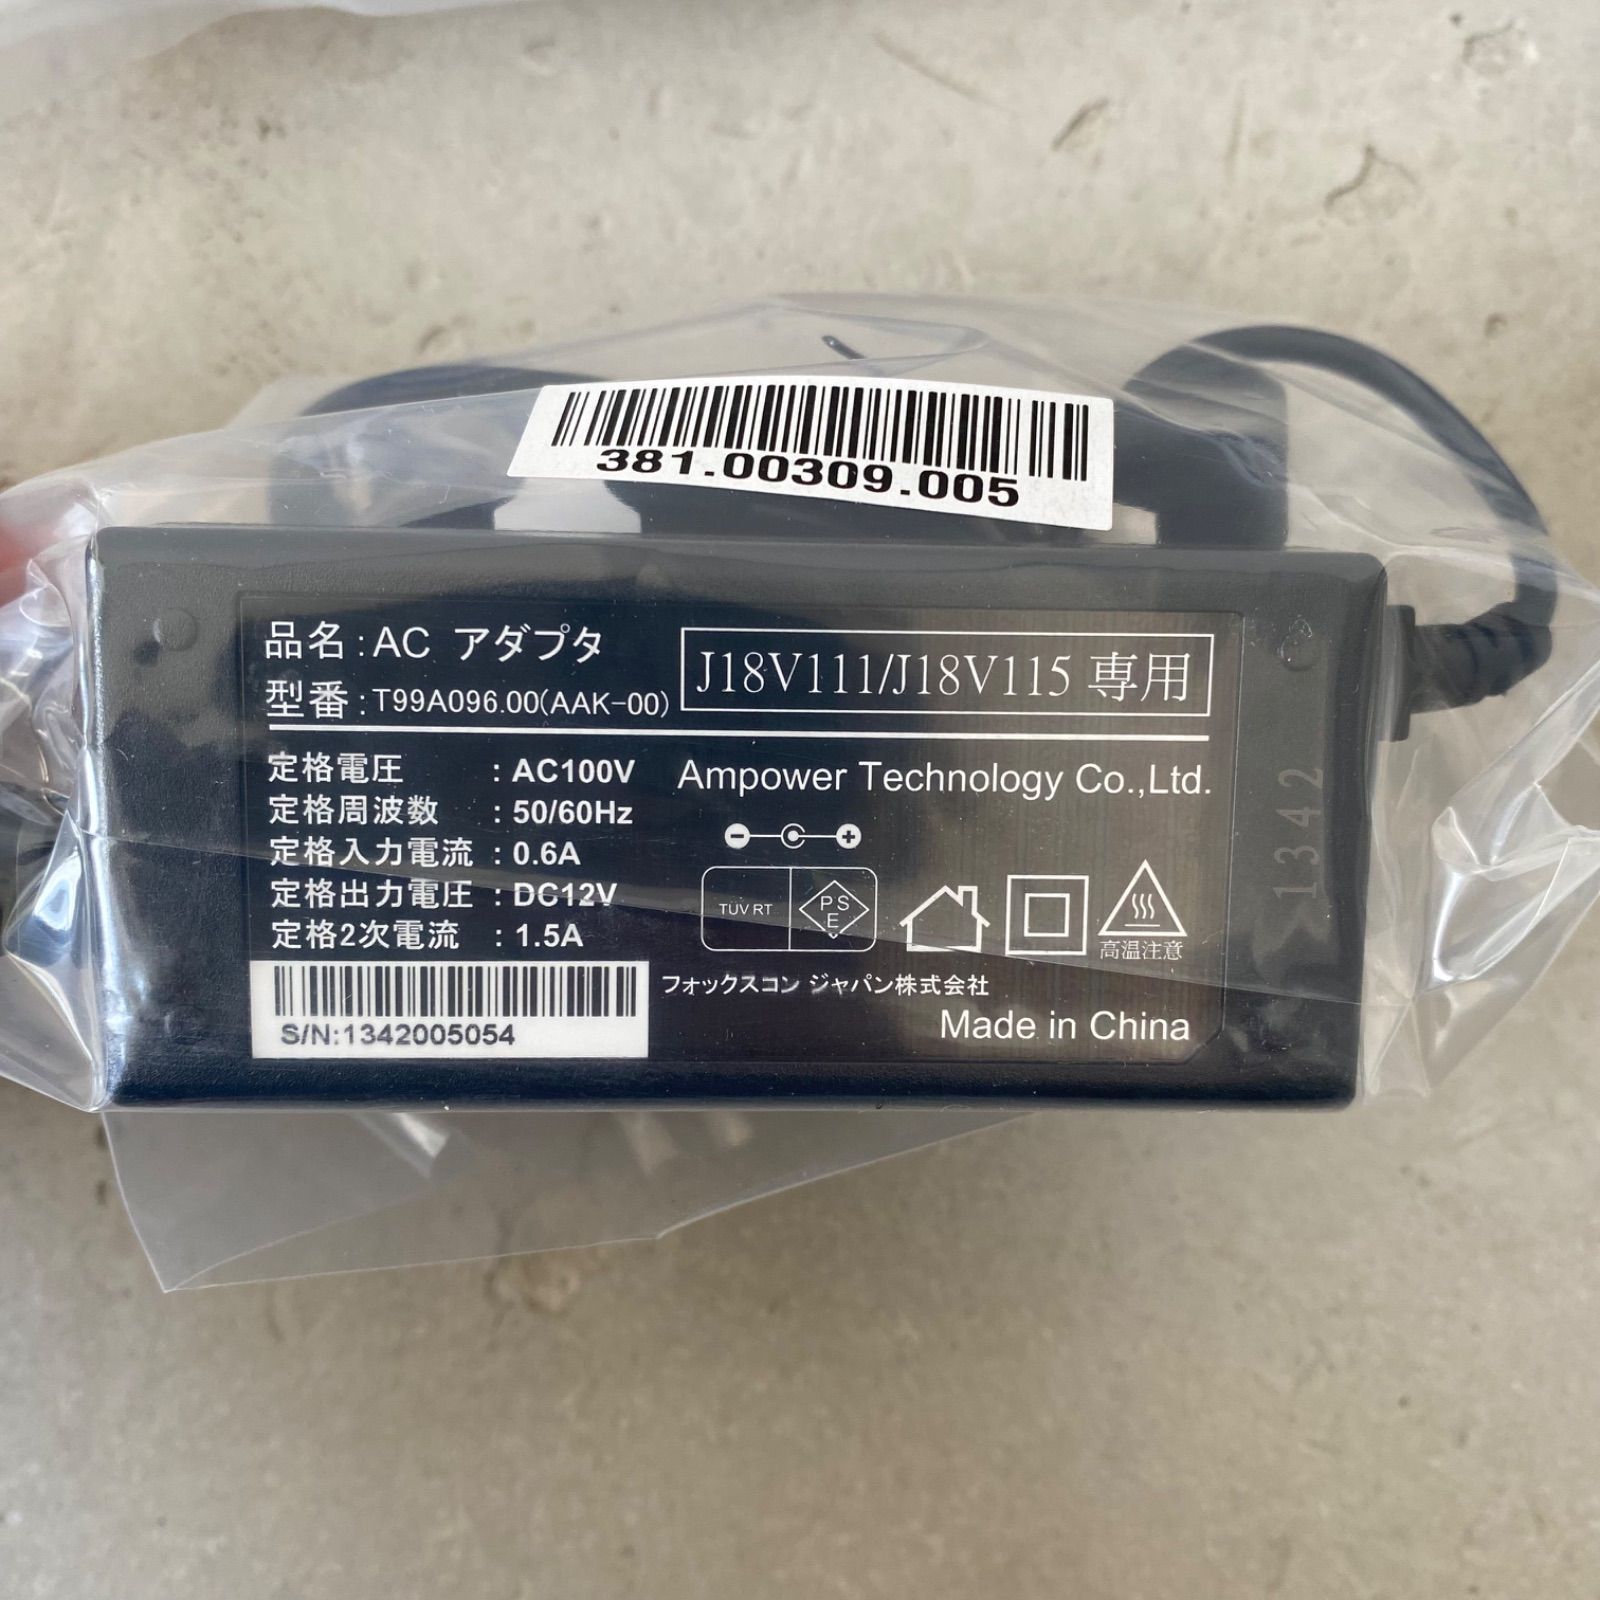 381.00309.005
品名：AC アダプタ
型番：T99A096.00(AAK-00)
J18V111/J18V115 専用
定格電圧 ：AC100V
定格周波数 ：50/60Hz
定格入力電流 ：0.6A
定格出力電圧 ：DC12V
定格2次電流 ：1.5A
S/N:1342005054
Ampower Technology Co.,Ltd.
TUV RT
PS
E
高温注意
フォックスコン ジャパン株式会社
Made in China
1342